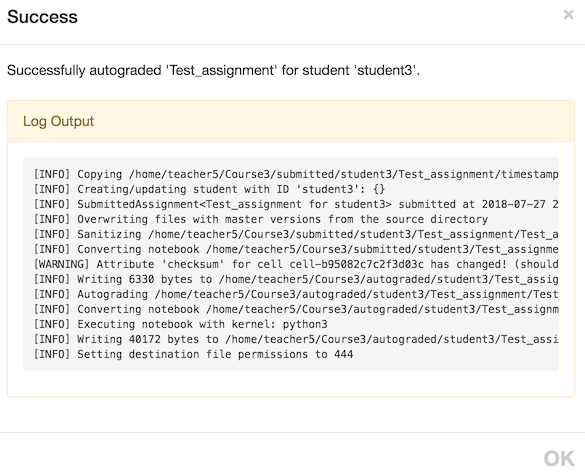 Success
×
Successfully autograded 'Test_assignment' for student 'student3'.
Log Output
[INFO] Copying /home/teacher5/Course3/submitted/student3/Test_assignment/timestamp
[INFO] Creating/updating student with ID 'student3': {}
[INFO] SubmittedAssignment<Test_assignment for student3> submitted at 2018-07-27 2
[INFO] Overwriting files with master versions from the source directory
[INFO] Sanitizing /home/teacher5/Course3/submitted/student3/Test_assignment/Test_a
[INFO] Converting notebook /home/teacher5/Course3/submitted/student3/Test_assignme
[WARNING] Attribute 'checksum' for cell cell-b95082c7c2f3d03c has changed! (should
[INFO] Writing 6330 bytes to /home/teacher5/Course3/autograded/student3/Test_assig
[INFO] Autograding /home/teacher5/Course3/autograded/student3/Test_assignment/Test
[INFO] Converting notebook /home/teacher5/Course3/autograded/student3/Test_assignm
[INFO] Executing notebook with kernel: python3
[INFO] Writing 40172 bytes to /home/teacher5/Course3/autograded/student3/Test_assi
[INFO] Setting destination file permissions to 444
OK